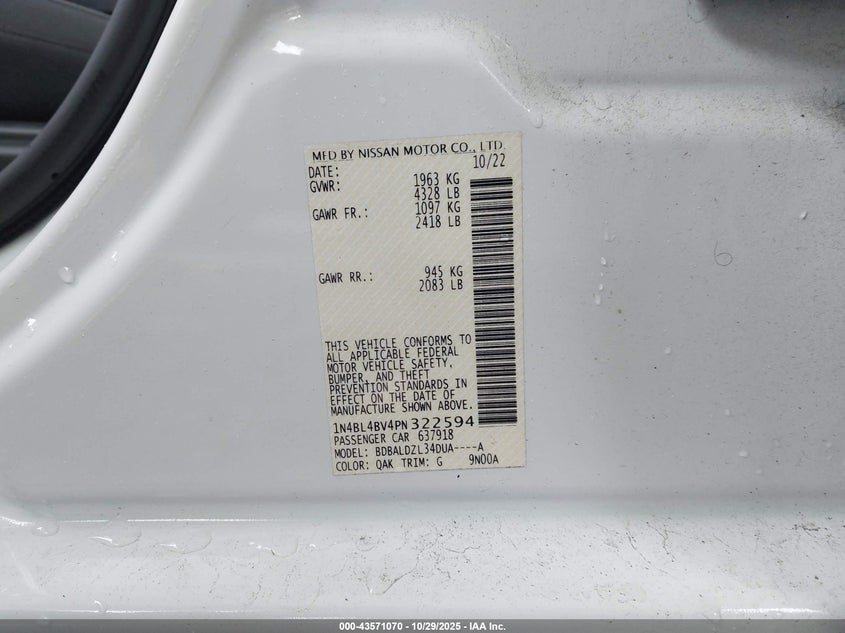 MFD BY NISSAN MOTOR CO., LTD.
DATE: 10/22
GVWR: 1963 KG
4328 LB
GAWR FR.: 1097 KG
2418 LB
GAWR RR.: 945 KG
2083 LB
THIS VEHICLE CONFORMS TO
ALL APPLICABLE FEDERAL
MOTOR VEHICLE SAFETY,
BUMPER, AND THEFT
PREVENTION STANDARDS IN
EFFECT ON THE DATE OF
MANUFACTURE SHOWN ABOVE.
1N4BL4BV4PN322594
PASSENGER CAR 637918
MODEL: BDBALDZL34DUA----A
COLOR: QAK TRIM: G 9N00A
000-43571070 - 10/29/2025 - IAA Inc.